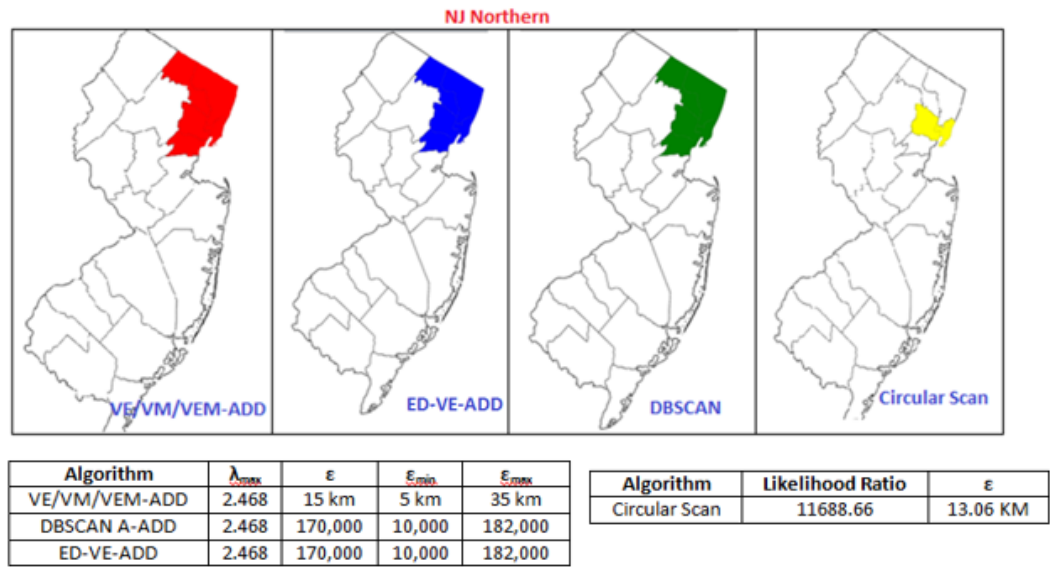 NJ Northern
VE/VM/VEM-ADD
ED-VE-ADD
DBSCAN
Circular Scan
Algorithm λmax ε εmin εmax
VE/VM/VEM-ADD 2.468 15 km 5 km 35 km
DBSCAN A-ADD 2.468 170,000 10,000 182,000
ED-VE-ADD 2.468 170,000 10,000 182,000
Algorithm Likelihood Ratio ε
Circular Scan 11688.66 13.06 KM